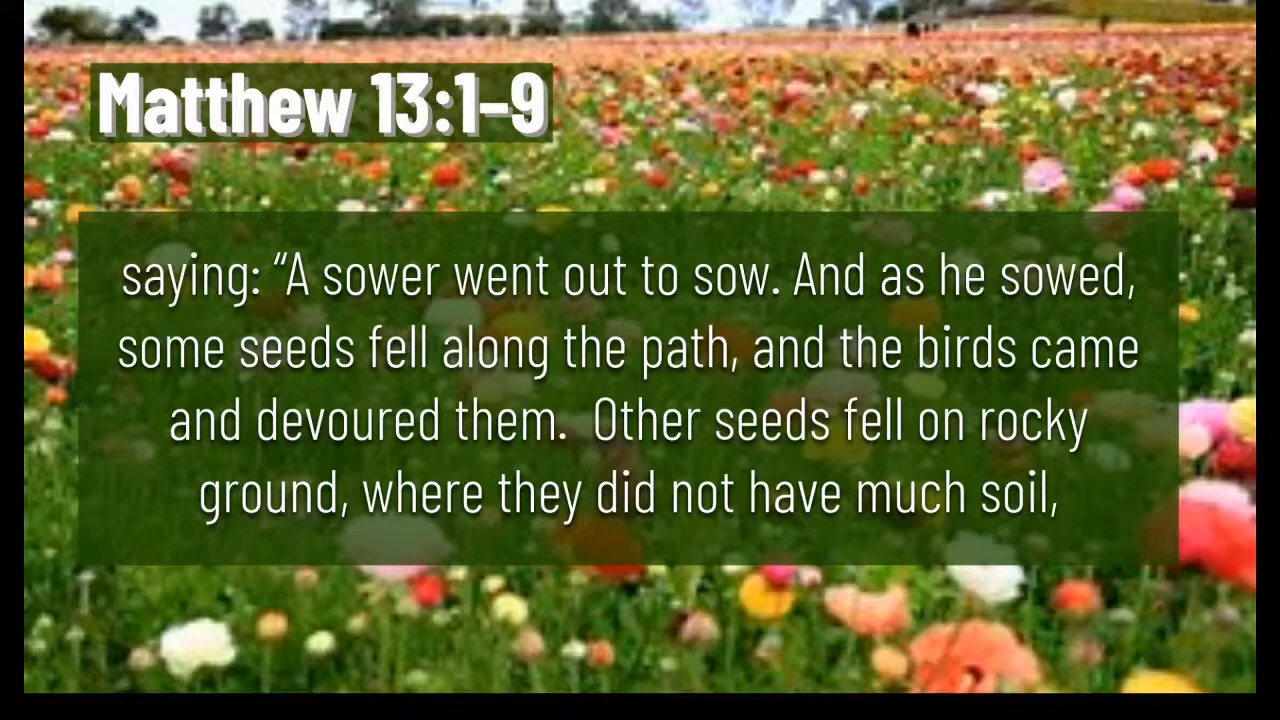 Matthew 13:1–9
saying: “A sower went out to sow. And as he sowed,
some seeds fell along the path, and the birds came
and devoured them.  Other seeds fell on rocky
ground, where they did not have much soil,